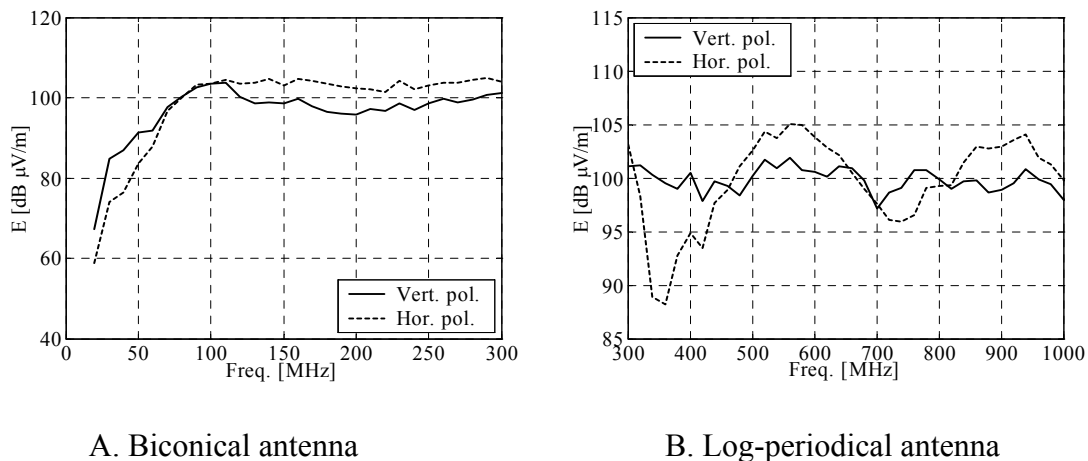 120
100
80
60
40
E [dB µV/m]
Vert. pol.
Hor. pol.
0 50 100 150 200 250 300
Freq. [MHz]
A. Biconical antenna
115
110
105
100
95
90
85
E [dB µV/m]
Vert. pol.
Hor. pol.
300 400 500 600 700 800 900 1000
Freq. [MHz]
B. Log-periodical antenna